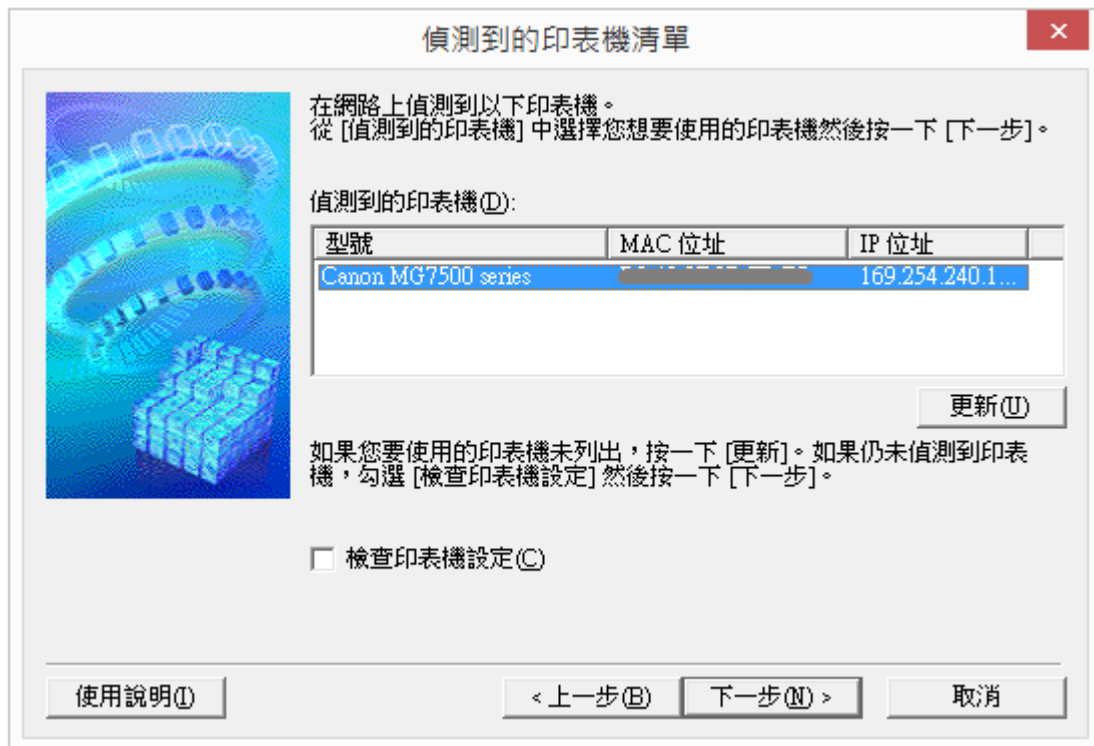 偵測到的印表機清單
在網路上偵測到以下印表機。
從 [偵測到的印表機] 中選擇您想要使用的印表機然後按一下 [下一步]。
偵測到的印表機(D):
型號 MAC 位址 IP 位址
Canon MG7500 series 169.254.240.1...
更新(U)
如果您要使用的印表機未列出，按一下 [更新]。如果仍未偵測到印表
機，勾選 [檢查印表機設定] 然後按一下 [下一步]。
檢查印表機設定(C)
使用說明(I) < 上一步(B) 下一步(N) > 取消